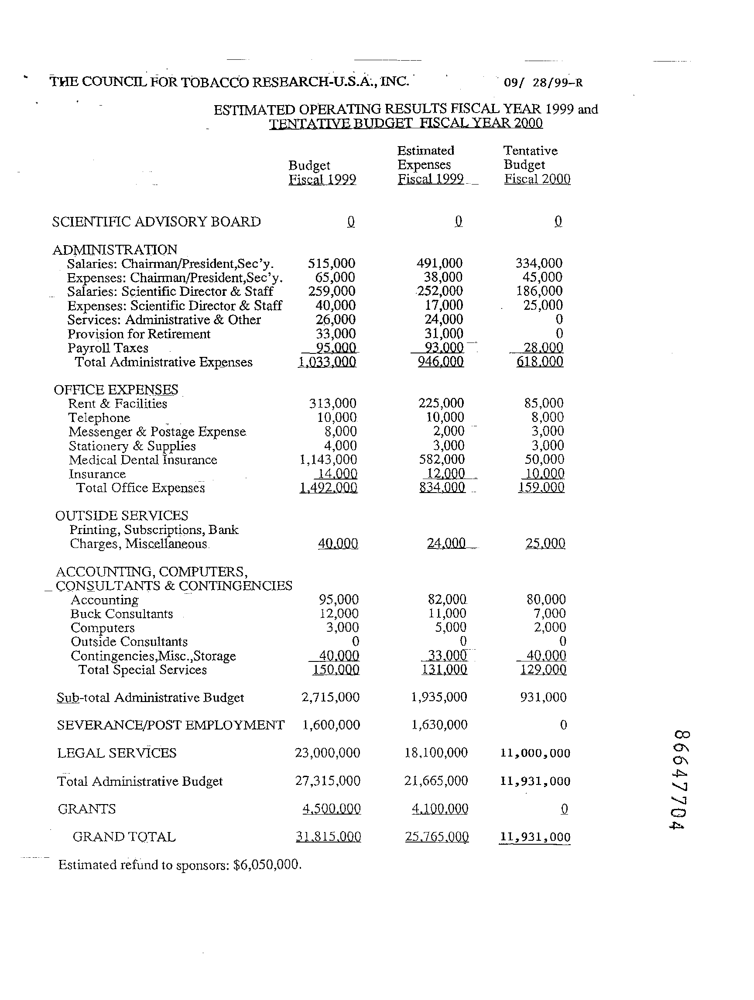 THE COUNCIL FOR TOBACCO RESEARCH-U.S.A., INC. 09/ 28/99-R
ESTIMATED OPERATING RESULTS FISCAL YEAR 1999 and
TENTATIVE BUDGET FISCAL YEAR 2000
Estimated Tentative
Budget Expenses Budget
Fiscal 1999 Fiscal 1999 Fiscal 2000
SCIENTIFIC ADVISORY BOARD 0 0 0
ADMINISTRATION
Salaries: Chairman/President,Sec'y. 515,000 491,000 334,000
Expenses: Chairman/President,Sec'y. 65,000 38,000 45,000
Salaries: Scientific Director & Staff 259,000 252,000 186,000
Expenses: Scientific Director & Staff 40,000 17,000 25,000
Services: Administrative & Other 26,000 24,000 0
Provision for Retirement 33,000 31,000 0
Payroll Taxes 95,000 93,000 28,000
Total Administrative Expenses 1,033,000 946,000 618,000
OFFICE EXPENSES
Rent & Facilities 313,000 225,000 85,000
Telephone 10,000 10,000 8,000
Messenger & Postage Expense 8,000 2,000 3,000
Stationery & Supplies 4,000 3,000 3,000
Medical Dental Insurance 1,143,000 582,000 50,000
Insurance 14,000 12,000 10,000
Total Office Expenses 1,492,000 834,000 159,000
OUTSIDE SERVICES
Printing, Subscriptions, Bank
Charges, Miscellaneous 40,000 24,000 25,000
ACCOUNTING, COMPUTERS,
CONSULTANTS & CONTINGENCIES
Accounting 95,000 82,000 80,000
Buck Consultants 12,000 11,000 7,000
Computers 3,000 5,000 2,000
Outside Consultants 0 0 0
Contingencies,Misc.,Storage 40,000 33,000 40,000
Total Special Services 150,000 131,000 129,000
Sub-total Administrative Budget 2,715,000 1,935,000 931,000
SEVERANCE/POST EMPLOYMENT 1,600,000 1,630,000 0
LEGAL SERVICES 23,000,000 18,100,000 11,000,000
Total Administrative Budget 27,315,000 21,665,000 11,931,000
GRANTS 4,500,000 4,100,000 0
GRAND TOTAL 31,815,000 25,765,000 11,931,000
Estimated refund to sponsors: $6,050,000.
86647704